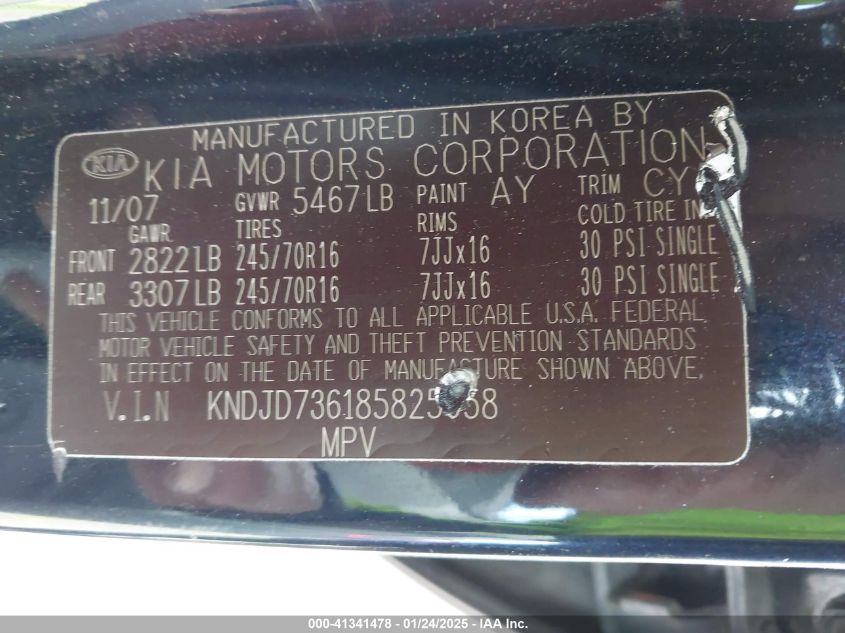 MANUFACTURED IN KOREA BY
KIA KIA MOTORS CORPORATION
11/07 GVWR 5467LB PAINT AY TRIM CY
GAWR TIRES RIMS COLD TIRE
FRONT 2822LB 245/70R16 7JJx16 30 PSI SINGLE
REAR 3307LB 245/70R16 7JJx16 30 PSI SINGLE
THIS VEHICLE CONFORMS TO ALL APPLICABLE U.S.A. FEDERAL
MOTOR VEHICLE SAFETY AND THEFT PREVENTION STANDARDS
IN EFFECT ON THE DATE OF MANUFACTURE SHOWN ABOVE.
V.I.N
MPV
000-41341478 - 01/24/2025 - IAAI.COM